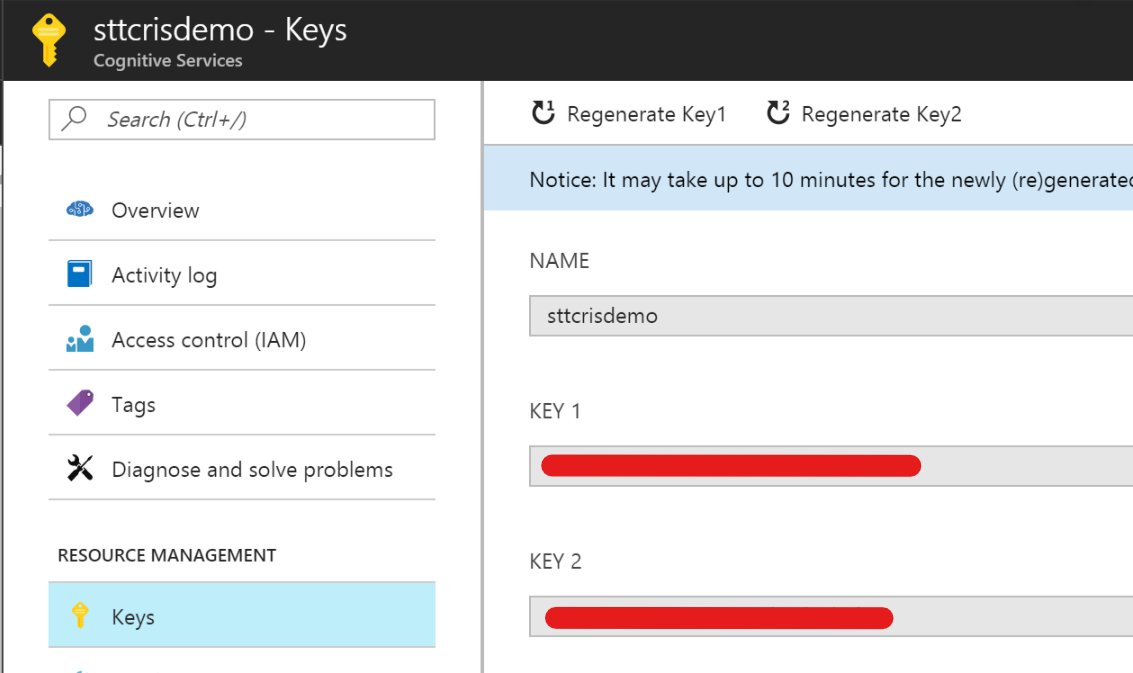 sttcrisdemo - Keys
Cognitive Services
Search (Ctrl+/)
Overview
Activity log
Access control (IAM)
Tags
Diagnose and solve problems
RESOURCE MANAGEMENT
Keys
1 Regenerate Key1
2 Regenerate Key2
Notice: It may take up to 10 minutes for the newly (re)generated
NAME
sttcrisdemo
KEY 1
KEY 2